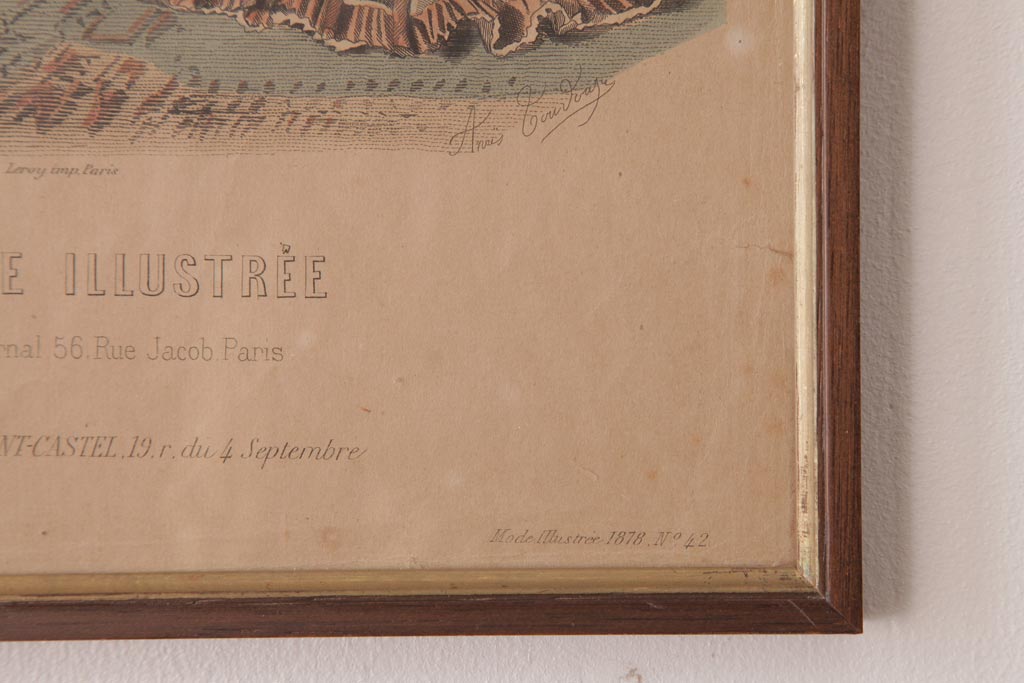 Anaïs Toudouze
Leroy imp. Paris
E ILLUSTRÉE
rnal 56. Rue Jacob. Paris
NT-CASTEL, 19, r. du 4 Septembre
Mode Illustrée 1878. Nº 42